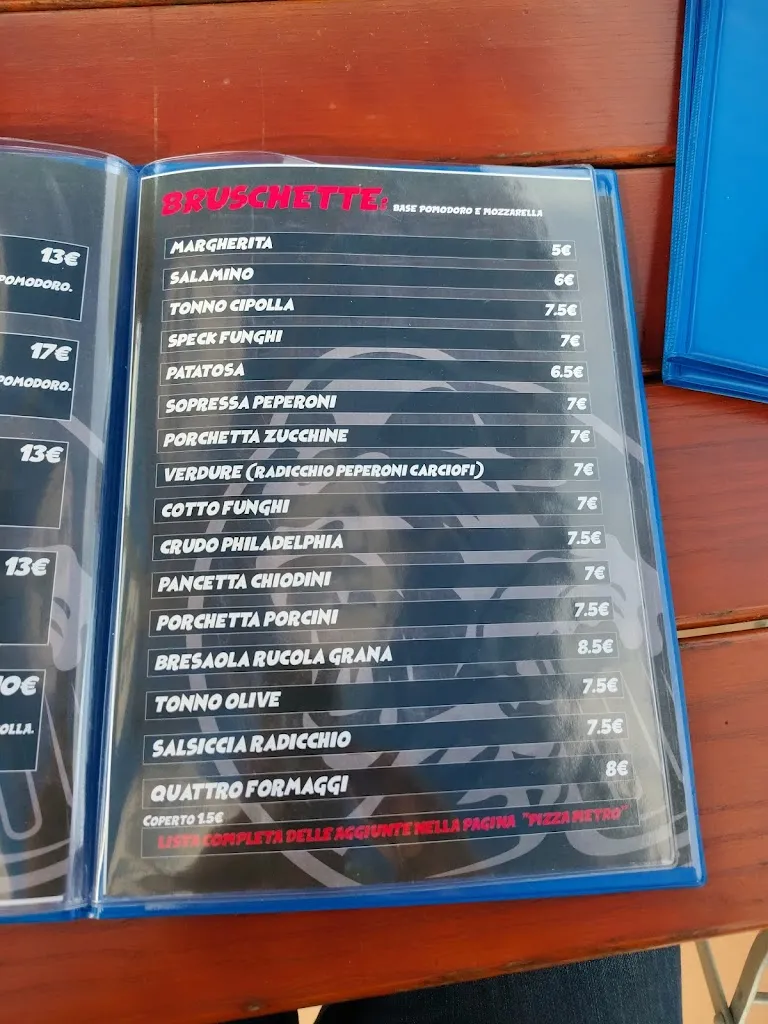 13€
POMODORO.
17€
POMODORO.
13€
13€
0€
OLLA.
BRUSCHETTE: BASE POMODORO E MOZZARELLA
MARGHERITA 5€
SALAMINO 6€
TONNO CIPOLLA 7.5€
SPECK FUNGHI 7€
PATATOSA 6.5€
SOPRESSA PEPERONI 7€
PORCHETTA ZUCCHINE 7€
VERDURE (RADICCHIO PEPERONI CARCIOFI) 7€
COTTO FUNGHI 7€
CRUDO PHILADELPHIA 7.5€
PANCETTA CHIODINI 7€
PORCHETTA PORCINI 7.5€
BRESAOLA RUCOLA GRANA 8.5€
TONNO OLIVE 7.5€
SALSICCIA RADICCHIO 7.5€
QUATTRO FORMAGGI 8€
COPERTO 1.5€
LISTA COMPLETA DELLE AGGIUNTE NELLA PAGINA "PIZZA METRO"